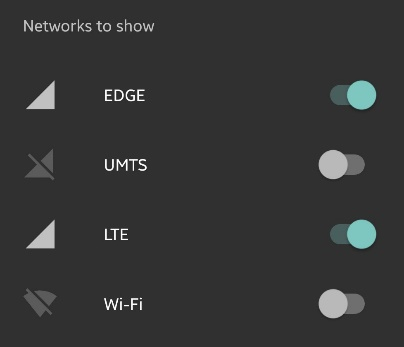 Networks to show
EDGE
UMTS
LTE
Wi-Fi